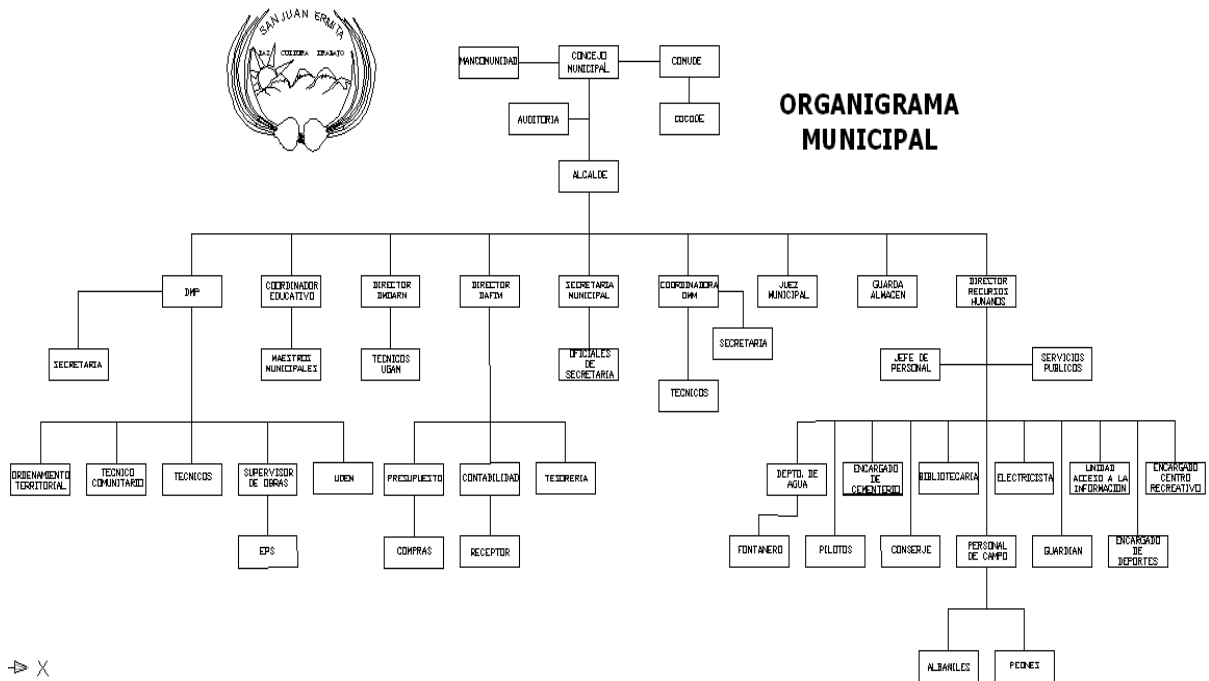 SAN JUAN ERMITA
PAZ CULTURA TRABAJO
ORGANIGRAMA
MUNICIPAL
MANCOMUNIDAD
CONCEJO
MUNICIPAL
COMUDE
AUDITORIA
COCODE
ALCALDE
DMP
COORDINADOR
EDUCATIVO
DIRECTOR
DMDARN
DIRECTOR
DAFIM
SECRETARIA
MUNICIPAL
COORDINADORA
OMM
JUEZ
MUNICIPAL
GUARDA
ALMACEN
DIRECTOR
RECURSOS
HUMANOS
SECRETARIA
MAESTROS
MUNICIPALES
TECNICOS
UGAM
OFICIALES
DE
SECRETARIA
SECRETARIA
TECNICOS
JEFE DE
PERSONAL
SERVICIOS
PUBLICOS
ORDENAMIENTO
TERRITORIAL
TECNICO
COMUNITARIO
TECNICOS
SUPERVISOR
DE OBRAS
PRESUPUESTO
CONTABILIDAD
TESORERIA
DEPTO. DE
AGUA
ENCARGADO
DE
CEMENTERIO
BIBLIOTECARIA
ELECTRICISTA
UNIDAD
ACCESO A LA
INFORMACION
ENCARGADO
CENTRO
RECREATIVO
EPS
COMPRAS
RECEPTOR
FONTANERO
PILOTOS
CONSERJE
PERSONAL
DE CAMPO
GUARDIAN
ENCARGADO
DE
DEPORTES
ALBAÑILES
PEONES
X